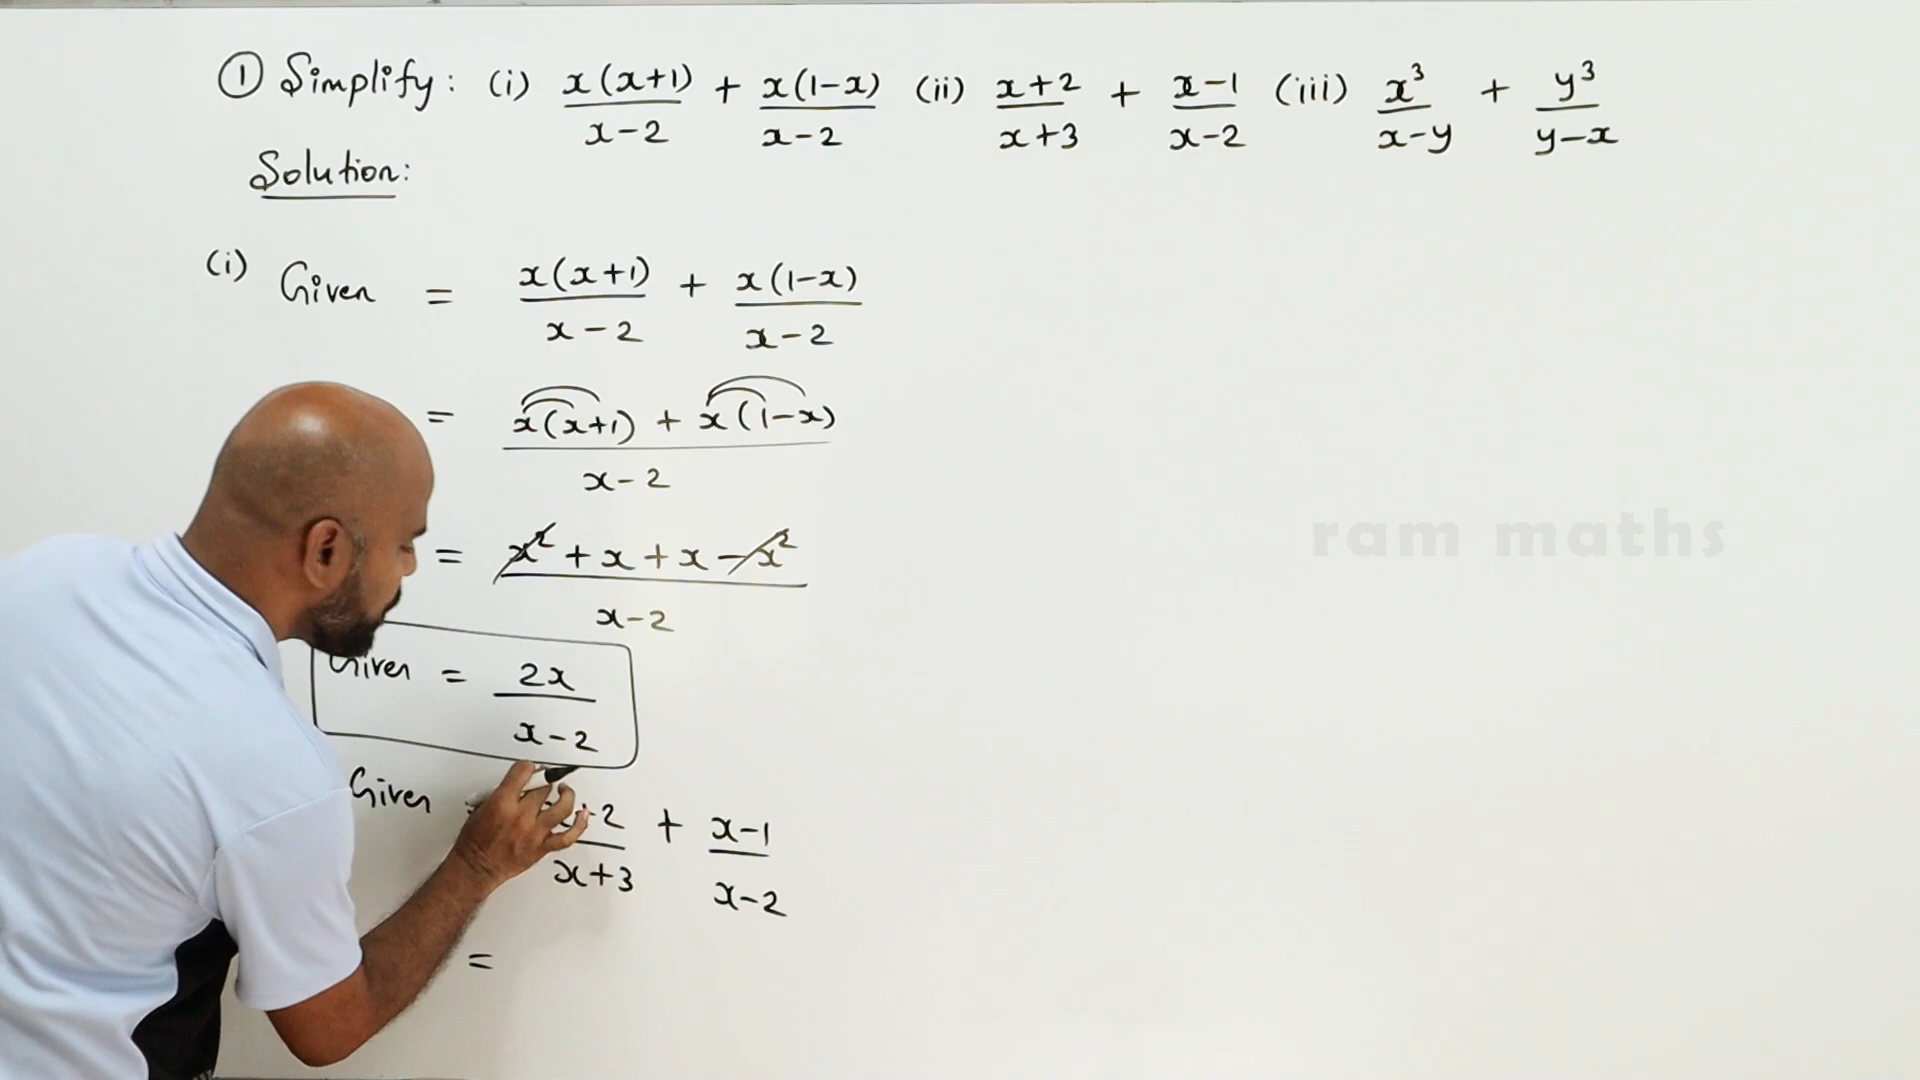 ① Simplify: (i) x(x+1)/x-2 + x(1-x)/x-2 (ii) x+2/x+3 + x-1/x-2 (iii) x³/x-y + y³/y-x
Solution:
(i) Given = x(x+1)/x-2 + x(1-x)/x-2
= x(x+1) + x(1-x)/x-2
= x² + x + x - x²/x-2
Given = 2x/x-2
Given +2/x+3 + x-1/x-2
=
ram maths